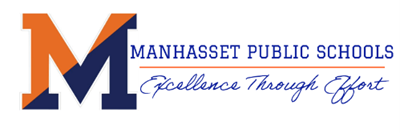 M
MANHASSET PUBLIC SCHOOLS
Excellence Through Effort